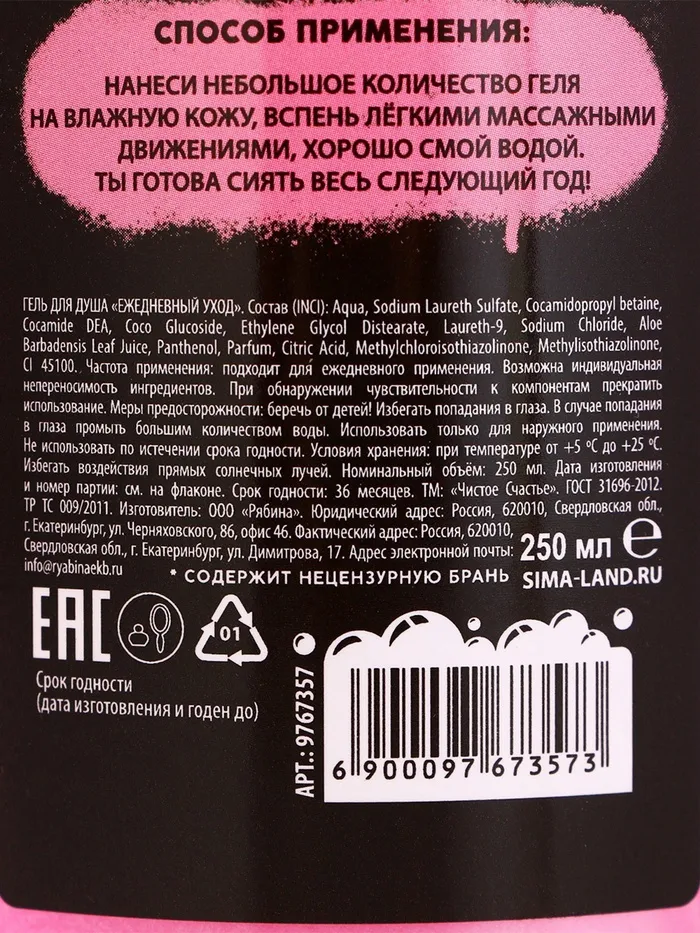 СПОСОБ ПРИМЕНЕНИЯ:
НАНЕСИ НЕБОЛЬШОЕ КОЛИЧЕСТВО ГЕЛЯ
НА ВЛАЖНУЮ КОЖУ, ВСПЕНЬ ЛЁГКИМИ МАССАЖНЫМИ
ДВИЖЕНИЯМИ, ХОРОШО СМОЙ ВОДОЙ.
ТЫ ГОТОВА СИЯТЬ ВЕСЬ СЛЕДУЮЩИЙ ГОД!
ГЕЛЬ ДЛЯ ДУША «ЕЖЕДНЕВНЫЙ УХОД». Состав (INCI): Aqua, Sodium Laureth Sulfate, Cocamidopropyl betaine,
Cocamide DEA, Coco Glucoside, Ethylene Glycol Distearate, Laureth-9, Sodium Chloride, Aloe
Barbadensis Leaf Juice, Panthenol, Parfum, Citric Acid, Methylchloroisothiazolinone, Methylisothiazolinone,
CI 45100. Частота применения: подходит для ежедневного применения. Возможна индивидуальная
непереносимость ингредиентов. При обнаружении чувствительности к компонентам прекратить
использование. Меры предосторожности: беречь от детей! Избегать попадания в глаза. В случае попадания
в глаза промыть большим количеством воды. Использовать только для наружного применения.
Не использовать по истечении срока годности. Условия хранения: при температуре от +5 ºC до +25 ºC.
Избегать воздействия прямых солнечных лучей. Номинальный объём: 250 мл. Дата изготовления
и номер партии: см. на флаконе. Срок годности: 36 месяцев. ТМ: «Чистое Счастье». ГОСТ 31696-2012.
ТР ТС 009/2011. Изготовитель: ООО «Рябина». Юридический адрес: Россия, 620010, Свердловская обл.,
г. Екатеринбург, ул. Черняховского, 86, офис 46. Фактический адрес: Россия, 620010,
Свердловская обл., г. Екатеринбург, ул. Димитрова, 17. Адрес электронной почты:
info@ryabinaekb.ru
250 мл ℮
* СОДЕРЖИТ НЕЦЕНЗУРНУЮ БРАНЬ
SIMA-LAND.RU
EAC
01
Срок годности
(дата изготовления и годен до)
АРТ.: 9767357
6 900097 673573